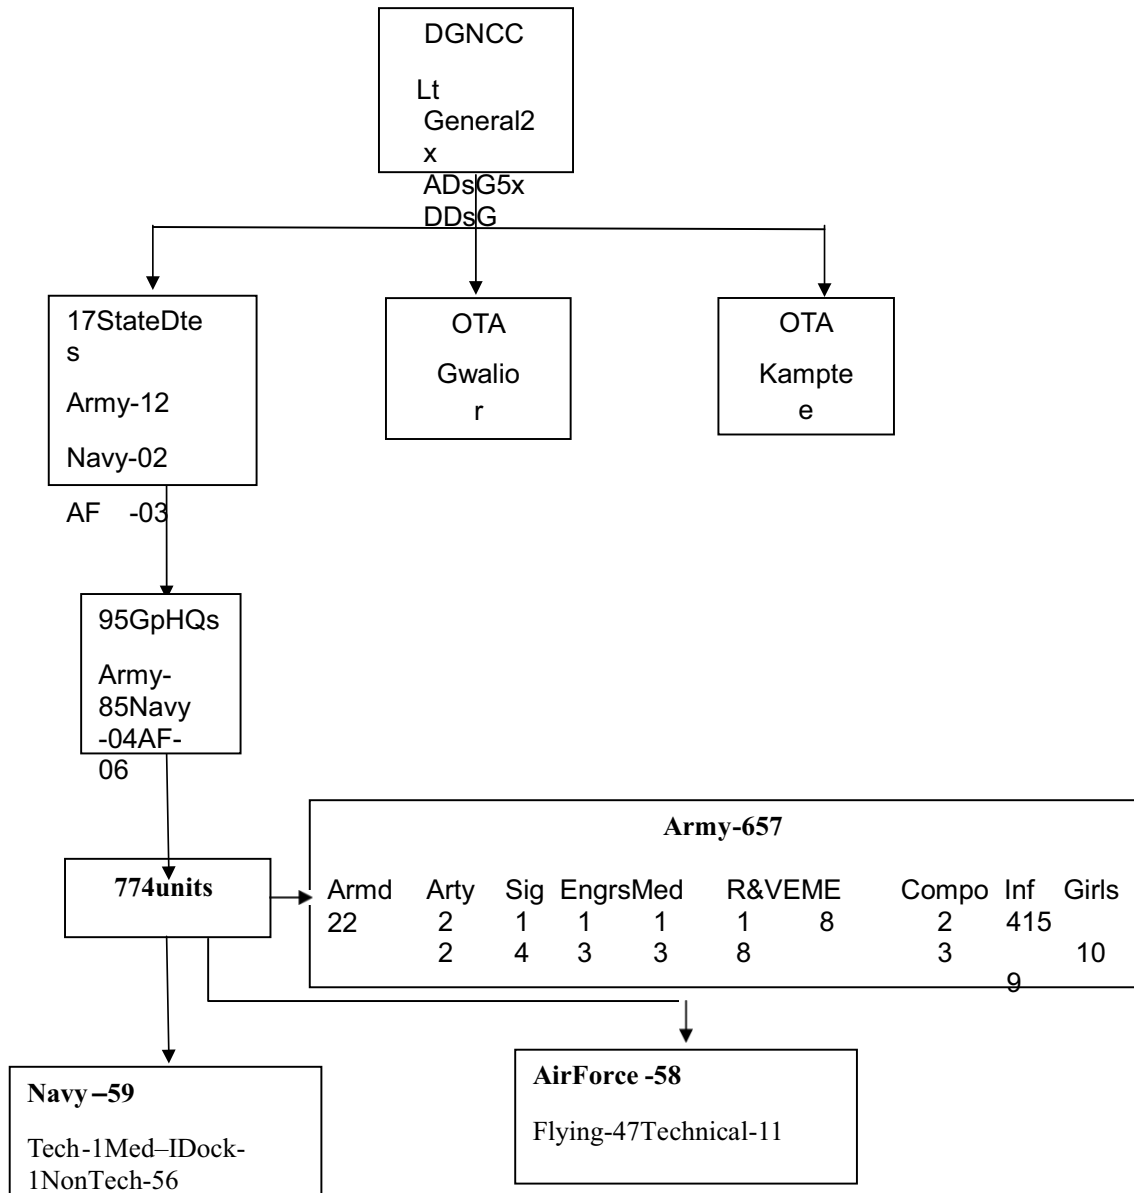 DGNCC
Lt
General2
x
ADsG5x
DDsG
17StateDte
s
Army-12
Navy-02
AF -03
OTA
Gwalio
r
OTA
Kampte
e
95GpHQs
Army-
85Navy
-04AF-
06
774units
Army-657
Armd Arty Sig EngrsMed R&VEME Compo Inf Girls
22 2 1 1 1 1 8 2 415
2 4 3 3 8 3 10
9
Navy–59
Tech-1Med–IDock-
1NonTech-56
AirForce -58
Flying-47Technical-11